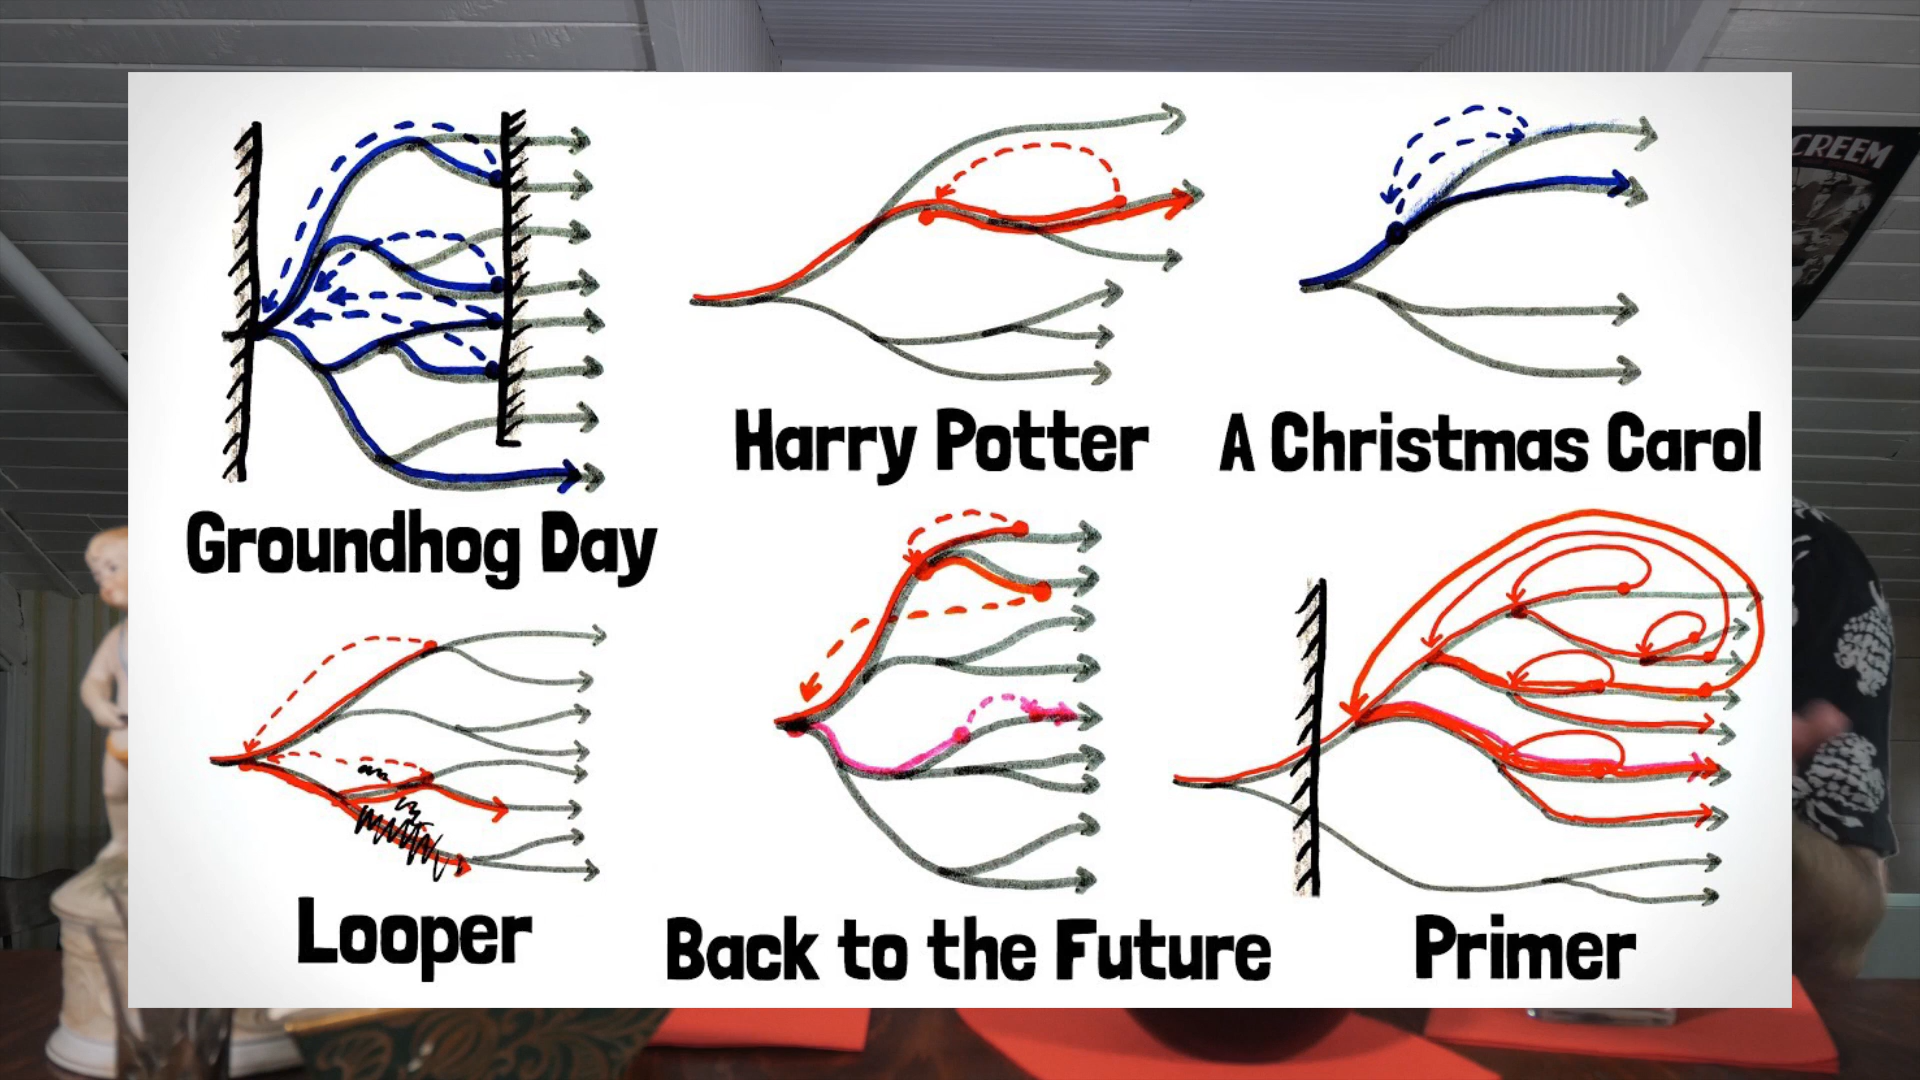 CREEM
Harry Potter
A Christmas Carol
Groundhog Day
Looper
Back to the Future
Primer